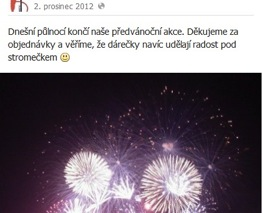 2. prosinec 2012
Dnešní půlnocí končí naše předvánoční akce. Děkujeme za
objednávky a věříme, že dárečky navíc udělají radost pod
stromečkem